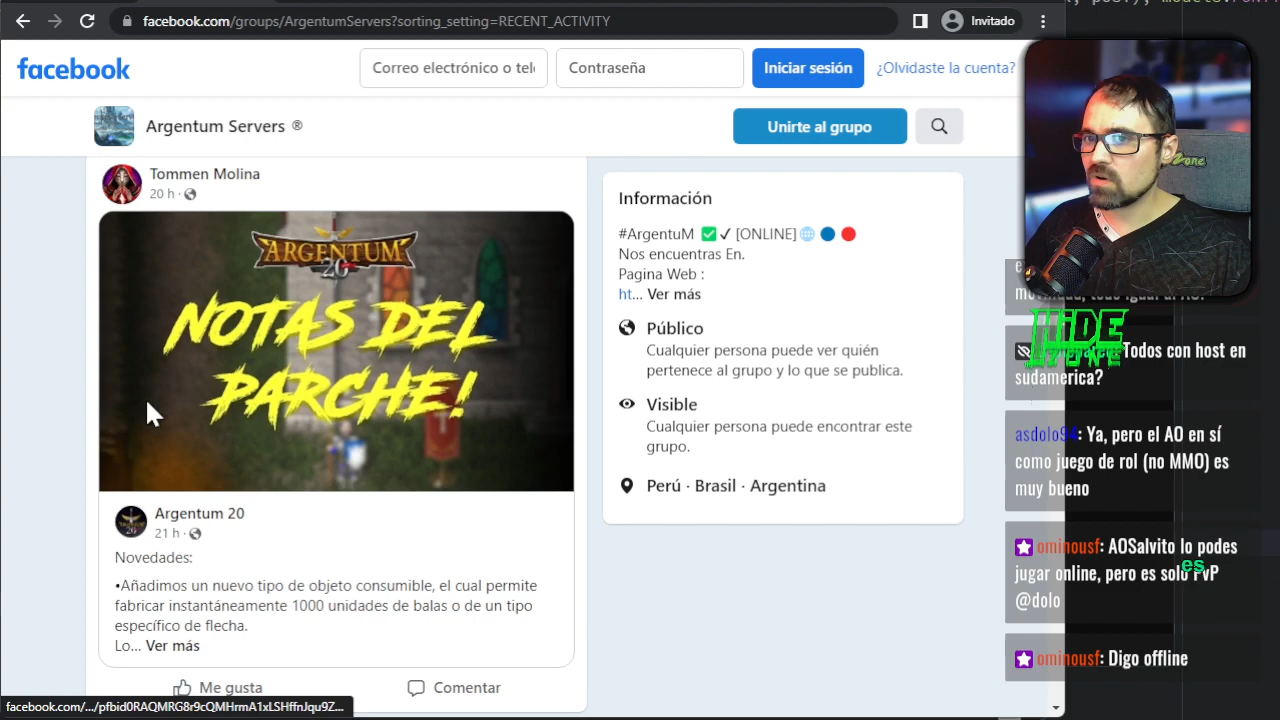 facebook.com/groups/ArgentumServers?sorting_setting=RECENT_ACTIVITY
Invitado
facebook
Correo electrónico o telé
Contraseña
Iniciar sesión
¿Olvidaste la cuenta?
Argentum Servers ®
Unirte al grupo
Tommen Molina
20 h ·
ARGENTUM
20
NOTAS DEL
PARCHE!
Argentum 20
21 h ·
Novedades:
•Añadimos un nuevo tipo de objeto consumible, el cual permite
fabricar instantáneamente 1000 unidades de balas o de un tipo
específico de flecha.
Lo... Ver más
Me gusta
Comentar
facebook.com/.../pfbid0RAQMRG8r9cQMHrmA1xLSHffnJqu9Z...
Información
#ArgentuM ✅ ✔ [ONLINE]🌐 🔵 🔴
Nos encuentras En.
Pagina Web :
ht... Ver más
Público
Cualquier persona puede ver quién
pertenece al grupo y lo que se publica.
Visible
Cualquier persona puede encontrar este
grupo.
Perú · Brasil · Argentina
Todos con host en
sudamerica?
asdolo94: Ya, pero el AO en sí
como juego de rol (no MMO) es
muy bueno
ominousf: AOSalvito lo podes
jugar online, pero es solo PvP
@dolo
es
ominousf: Digo offline